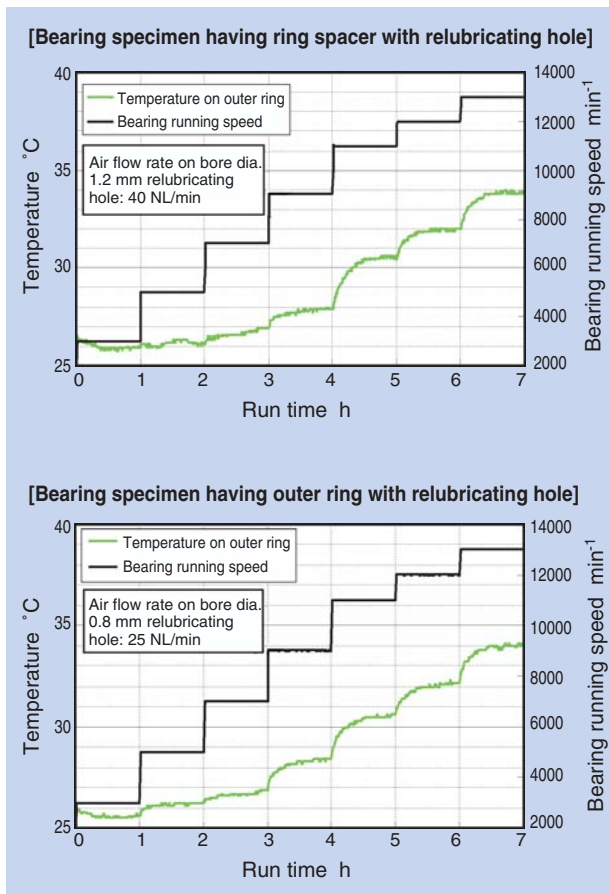 [Bearing specimen having ring spacer with relubricating hole]
Temperature on outer ring
Bearing running speed
Air flow rate on bore dia.
1.2 mm relubricating
hole: 40 NL/min
Temperature ˚C
40
35
30
25
Bearing running speed min-1
14000
12000
10000
8000
6000
4000
2000
0 1 2 3 4 5 6 7
Run time h
[Bearing specimen having outer ring with relubricating hole]
Temperature on outer ring
Bearing running speed
Air flow rate on bore dia.
0.8 mm relubricating
hole: 25 NL/min
Temperature ˚C
40
35
30
25
Bearing running speed min-1
14000
12000
10000
8000
6000
4000
2000
0 1 2 3 4 5 6 7
Run time h